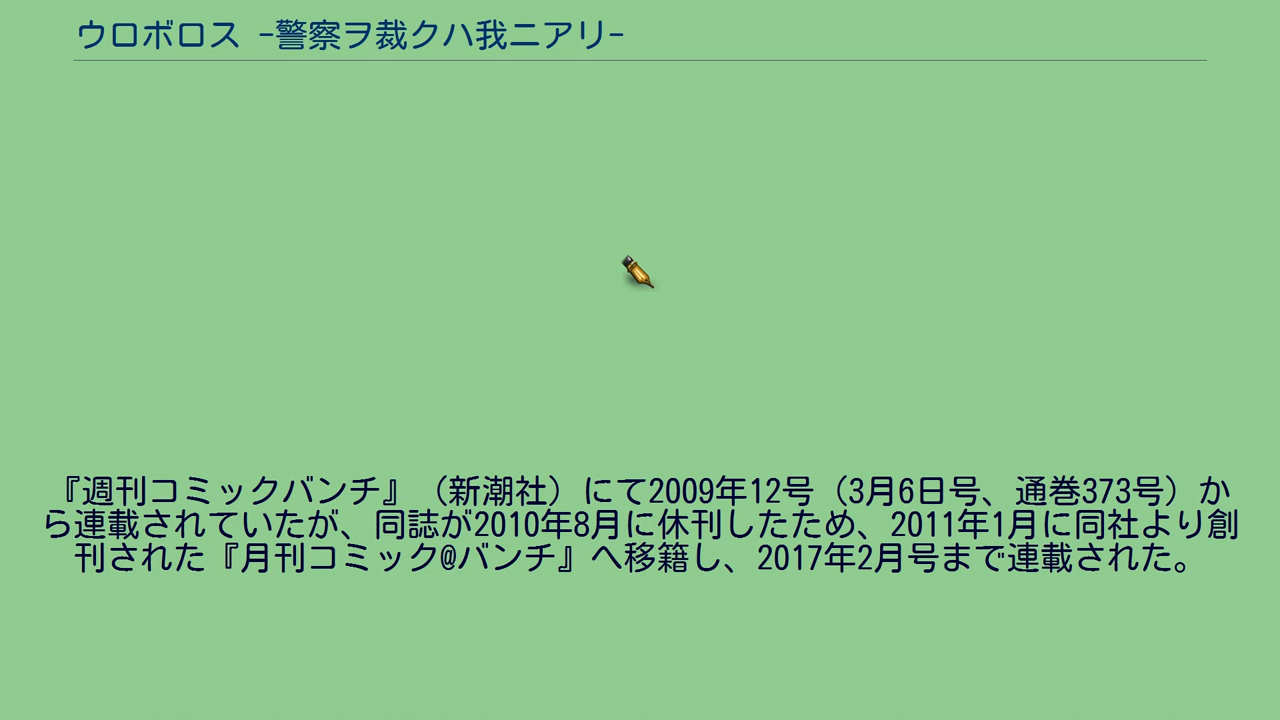 ウロボロス -警察ヲ裁クハ我ニアリ-
『週刊コミックバンチ』（新潮社）にて2009年12号（3月6日号、通巻373号）か
ら連載されていたが、同誌が2010年8月に休刊したため、2011年1月に同社より創
刊された『月刊コミック@バンチ』へ移籍し、2017年2月号まで連載された。